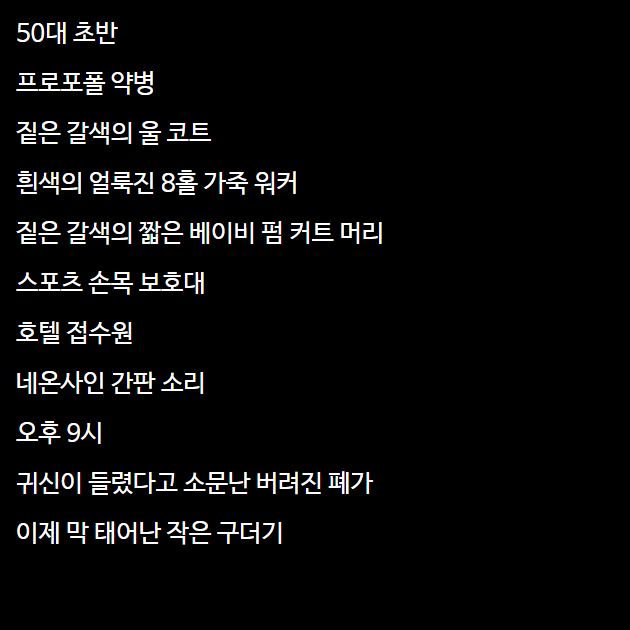 50대 초반
프로포폴 약병
짙은 갈색의 울 코트
흰색의 얼룩진 8홀 가죽 워커
짙은 갈색의 짧은 베이비 펌 커트 머리
스포츠 손목 보호대
호텔 접수원
네온사인 간판 소리
오후 9시
귀신이 들렸다고 소문난 버려진 폐가
이제 막 태어난 작은 구더기